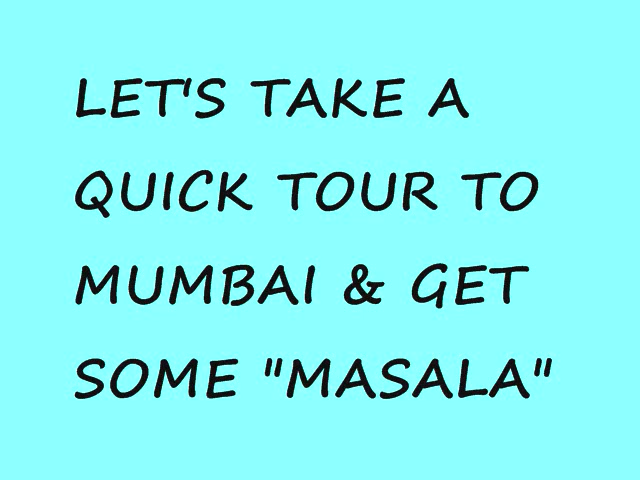 LET'S TAKE A
QUICK TOUR TO
MUMBAI & GET
SOME "MASALA"